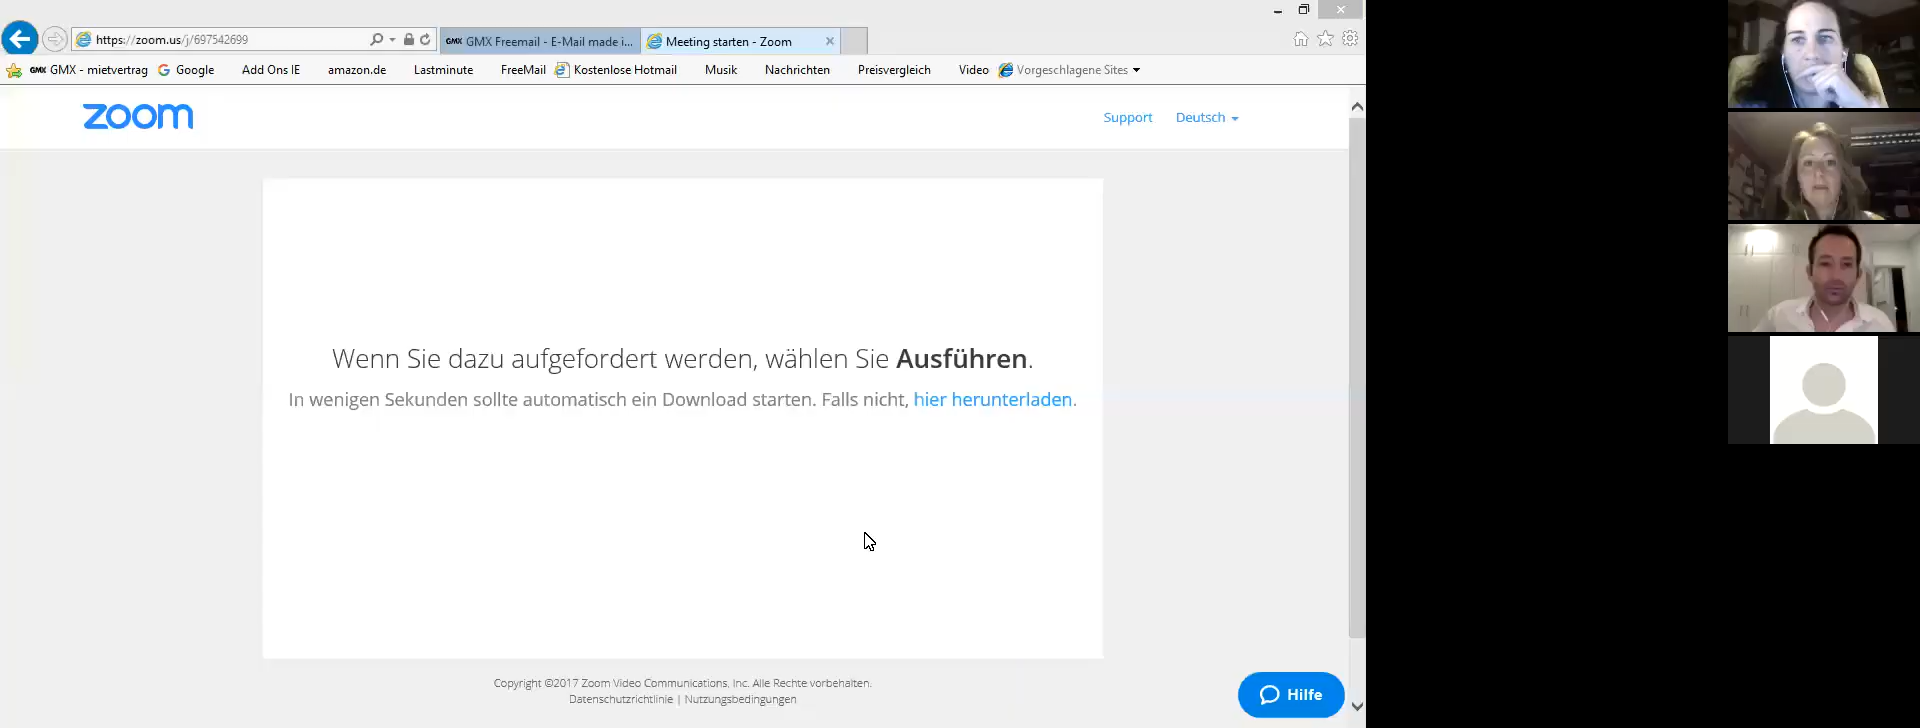 https://zoom.us/j/697542699
GMX GMX Freemail - E-Mail made i...
Meeting starten - Zoom
GMX GMX - mietvertrag
G Google
Add Ons IE
amazon.de
Lastminute
FreeMail
Kostenlose Hotmail
Musik
Nachrichten
Preisvergleich
Video
Vorgeschlagene Sites
zoom
Support
Deutsch
Wenn Sie dazu aufgefordert werden, wählen Sie Ausführen.
In wenigen Sekunden sollte automatisch ein Download starten. Falls nicht, hier herunterladen.
Copyright ©2017 Zoom Video Communications, Inc. Alle Rechte vorbehalten.
Datenschutzrichtlinie | Nutzungsbedingungen
Hilfe